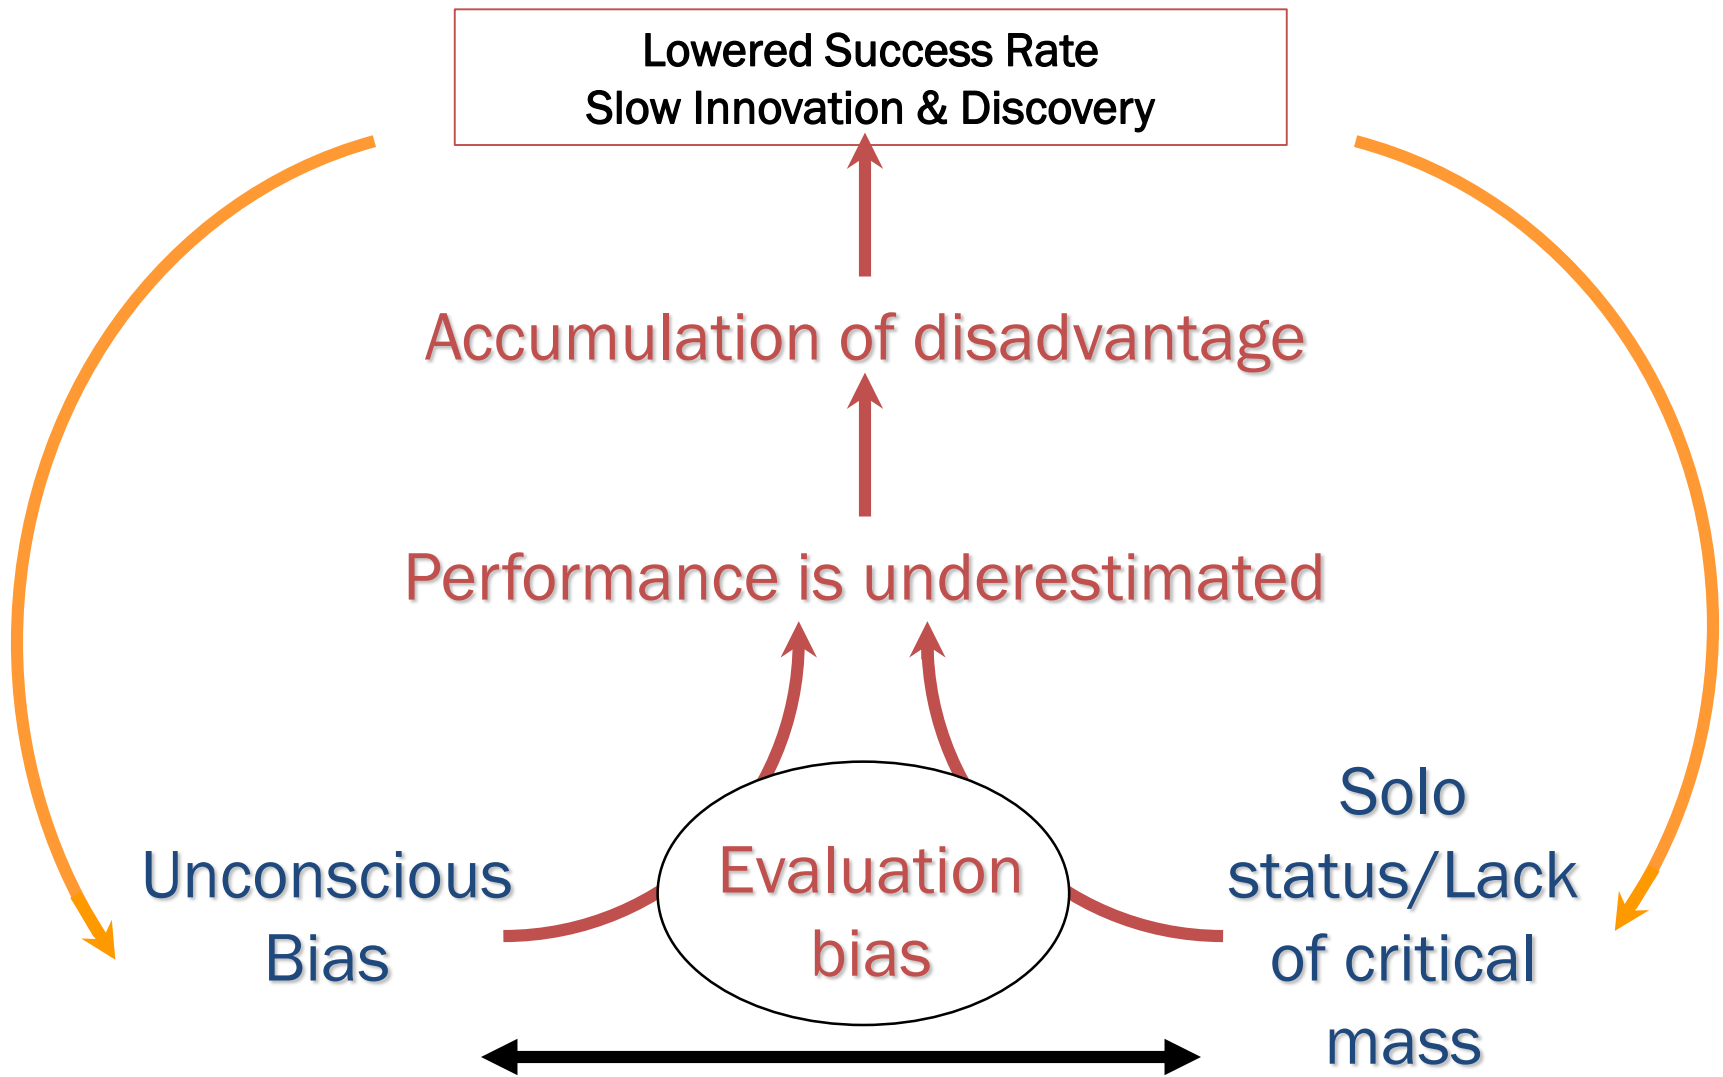 Lowered Success Rate
Slow Innovation & Discovery
Accumulation of disadvantage
Performance is underestimated
Unconscious
Bias
Evaluation
bias
Solo
status/Lack
of critical
mass